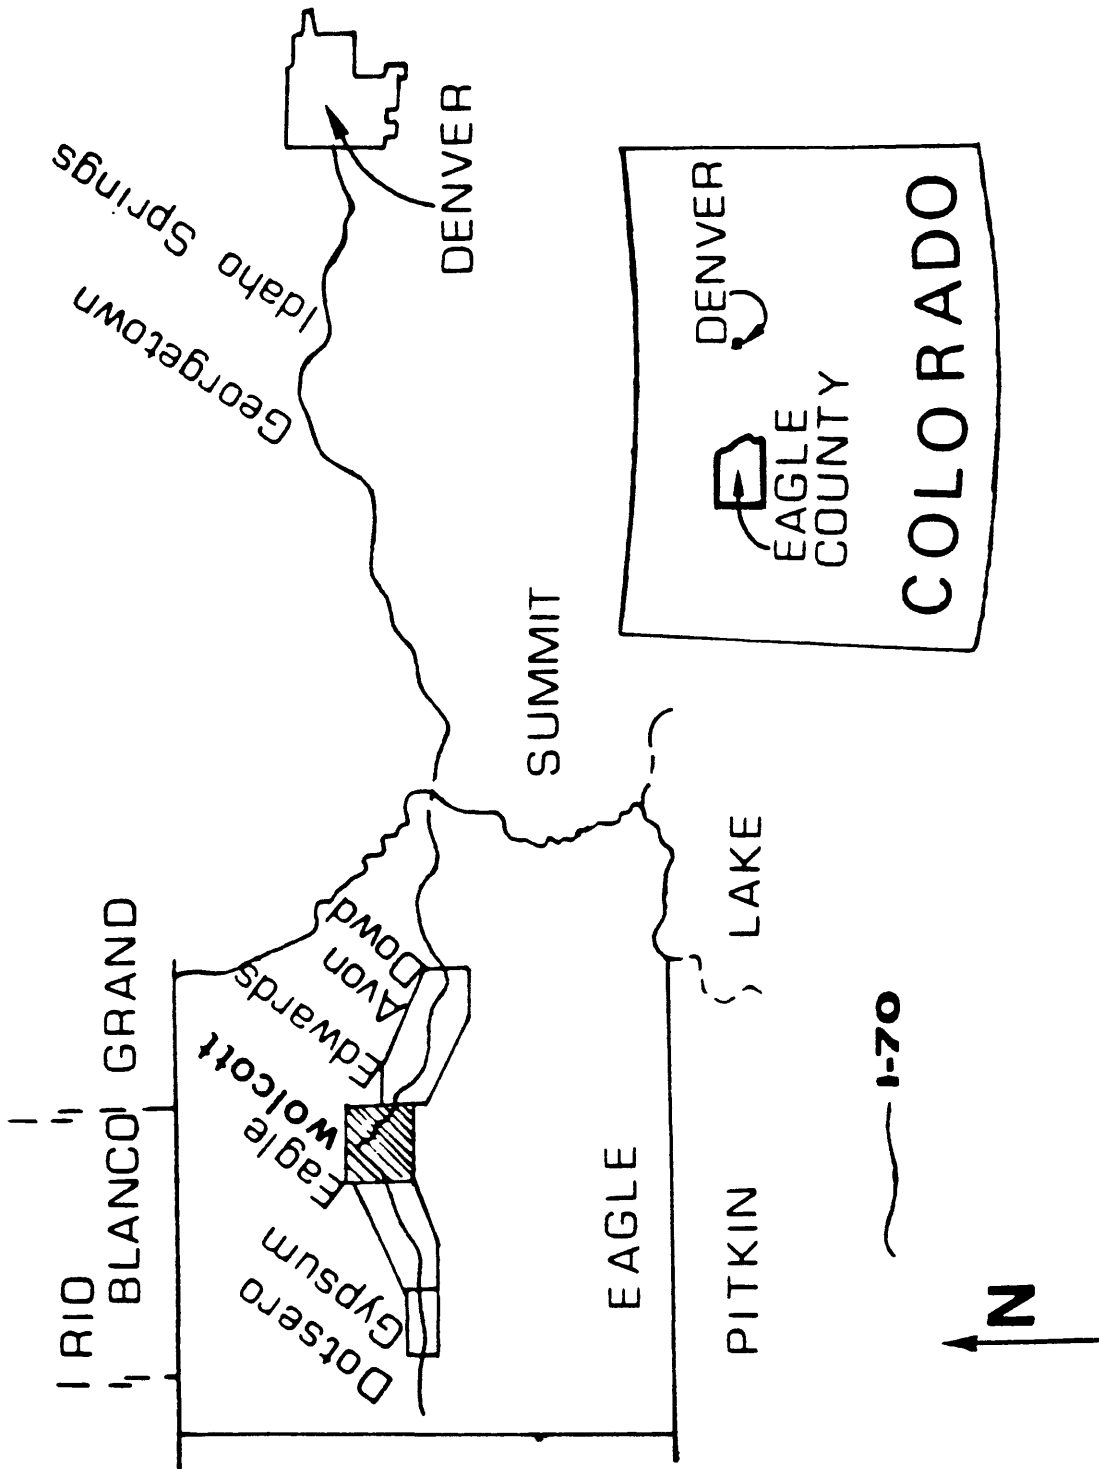 RIO
BLANCO
GRAND
Dotsero
Gypsum
Eagle
wolcott
Edwards
Avon
Dowd
Georgetown
Idaho Springs
DENVER
SUMMIT
EAGLE
PITKIN
LAKE
N
I-70
DENVER
EAGLE
COUNTY
COLORADO